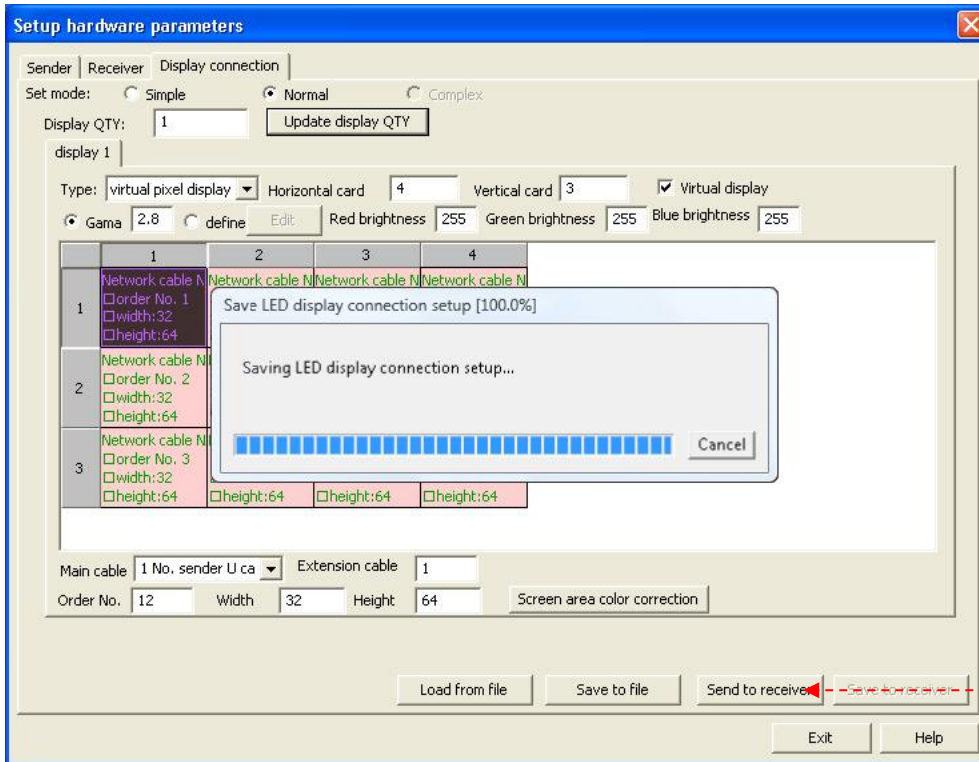 Setup hardware parameters
Sender Receiver Display connection
Set mode: Simple Normal Complex
Display QTY: 1 Update display QTY
display 1
Type: virtual pixel display Horizontal card 4 Vertical card 3 Virtual display
Gama 2.8 define Edit Red brightness 255 Green brightness 255 Blue brightness 255
1 2 3 4
Network cable N Network cable N Network cable N Network cable N
1
order No. 1
width:32
height:64
Save LED display connection setup [100.0%]
Saving LED display connection setup...
Cancel
Network cable N
2
order No. 2
width:32
height:64
Network cable N
3
order No. 3
width:32
height:64 height:64 height:64 height:64
Main cable 1 No. sender U ca Extension cable 1
Order No. 12 Width 32 Height 64 Screen area color correction
Load from file Save to file Send to receiver Save to receiver
Exit Help